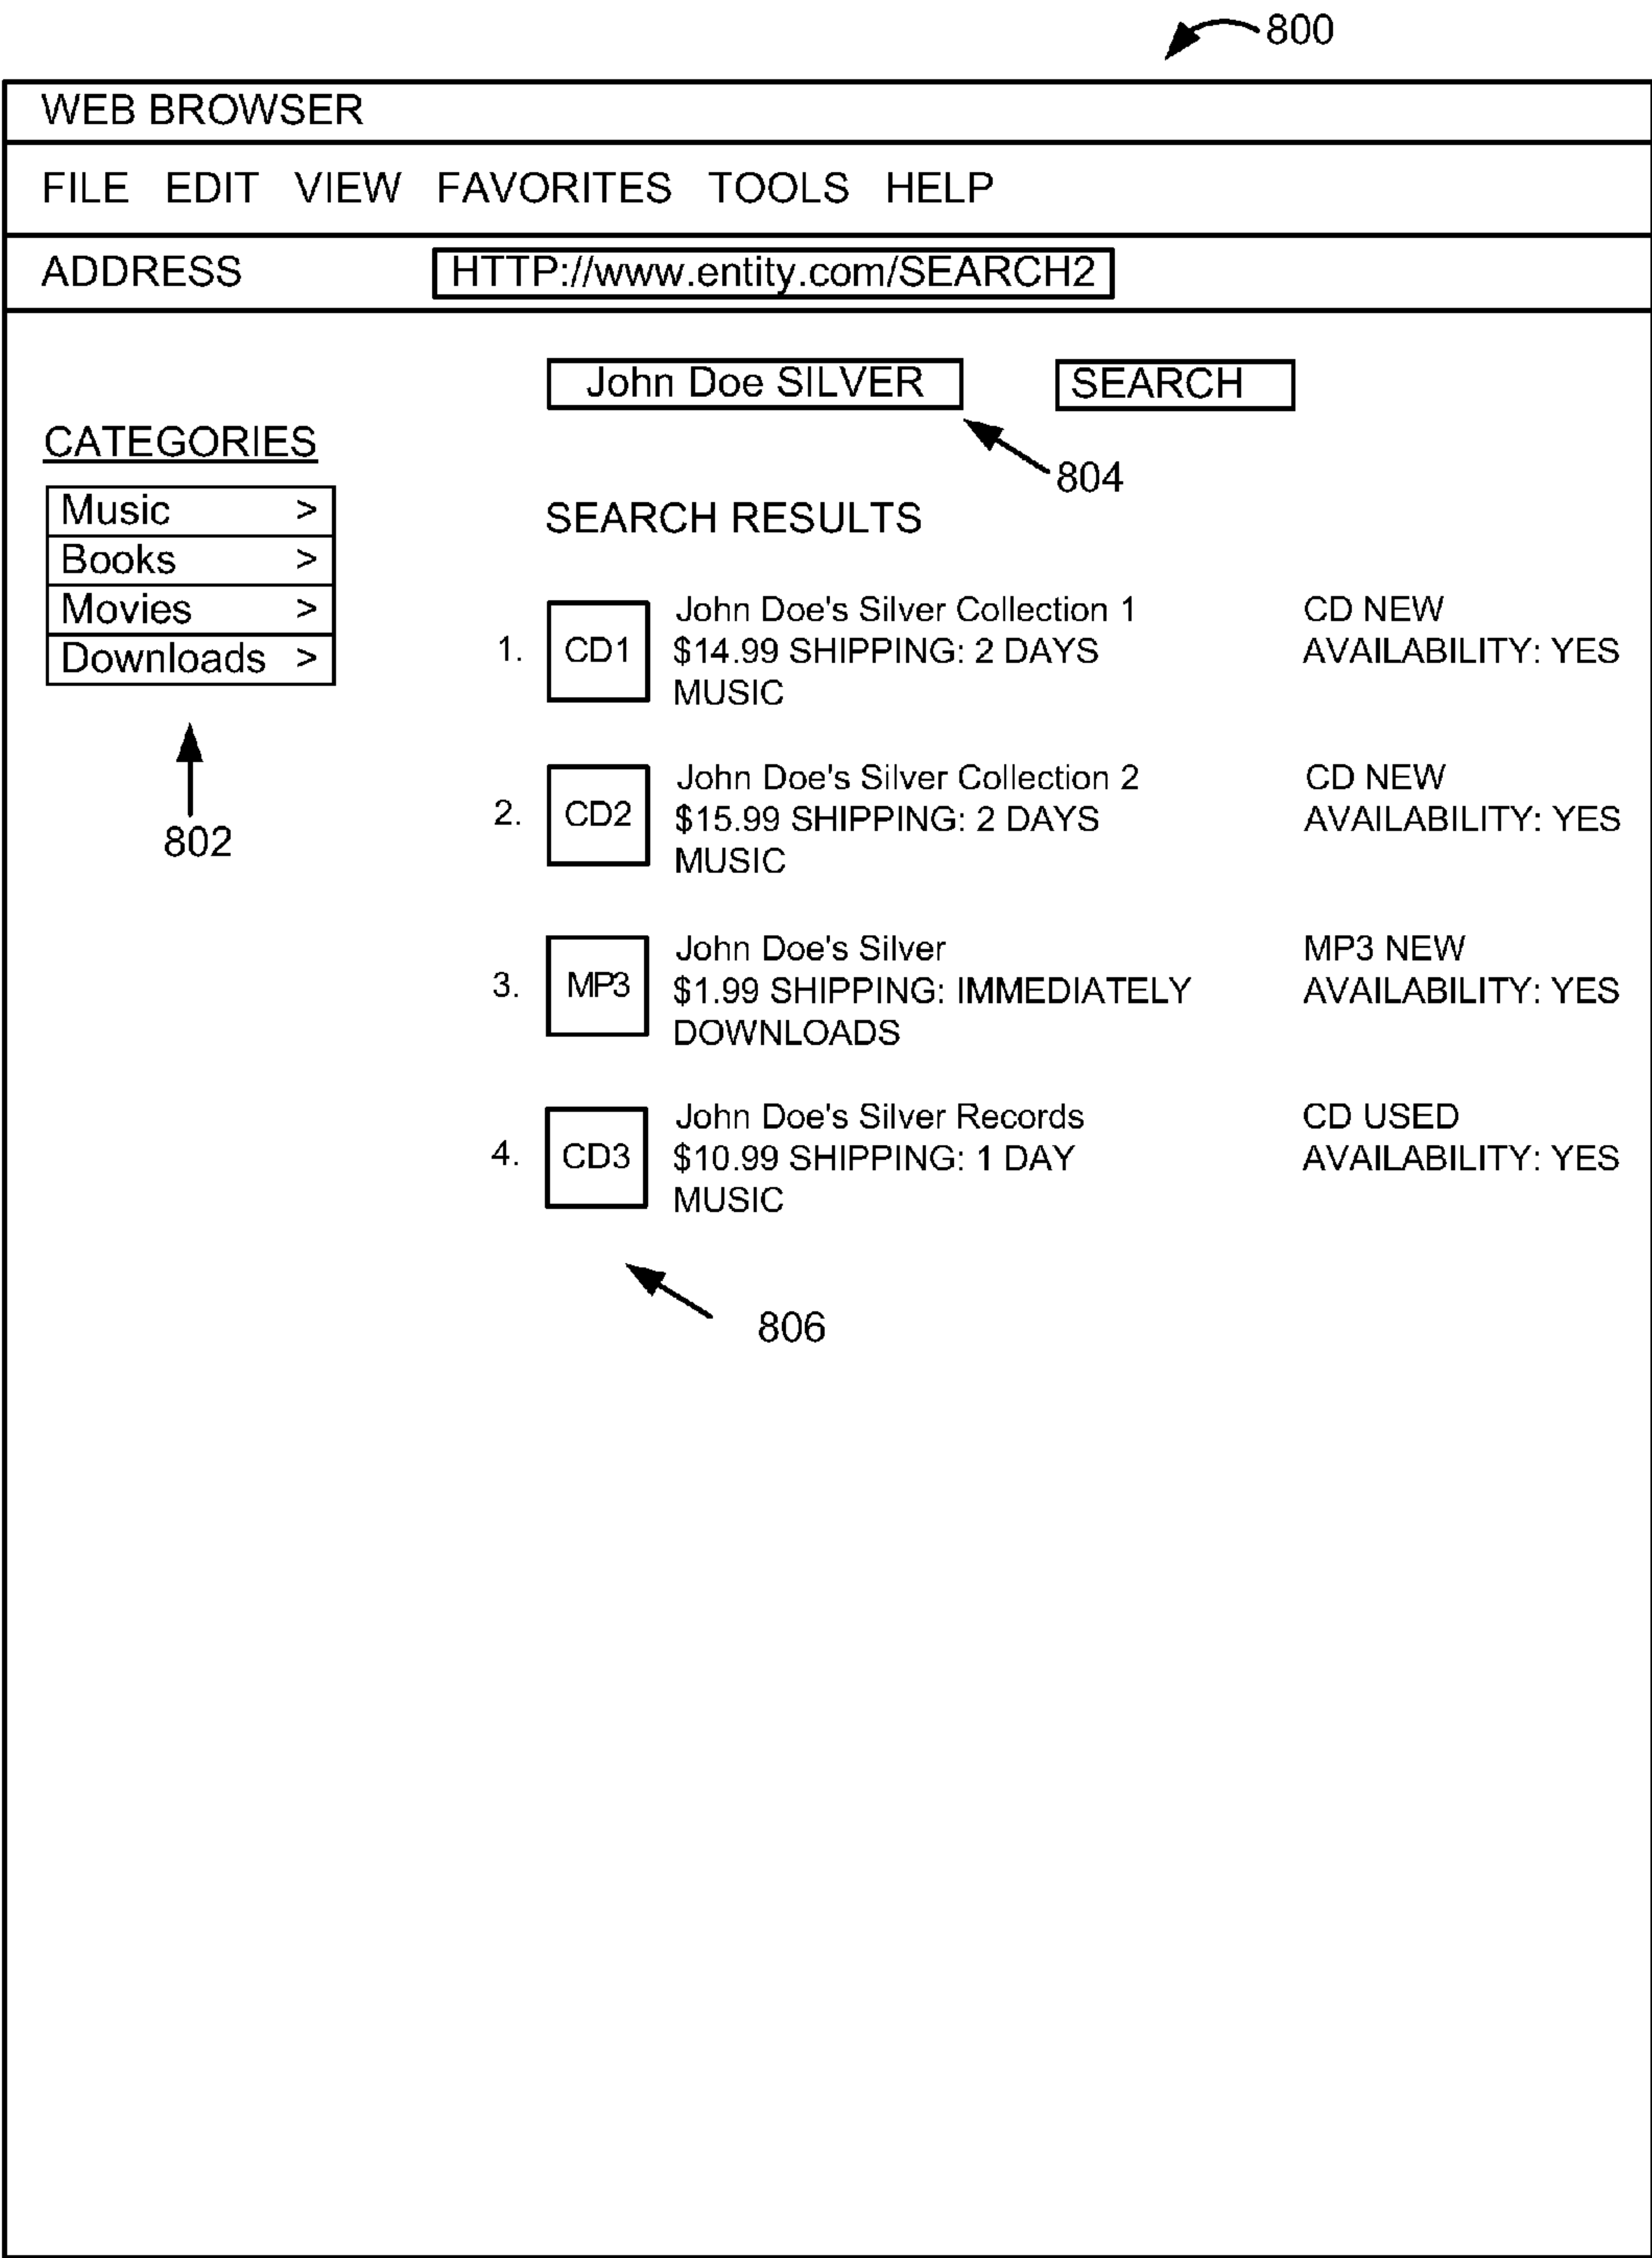 800
WEB BROWSER
FILE EDIT VIEW FAVORITES TOOLS HELP
ADDRESS HTTP://www.entity.com/SEARCH2
John Doe SILVER SEARCH
804
CATEGORIES
Music >
Books >
Movies >
Downloads >
802
SEARCH RESULTS
1. CD1 John Doe's Silver Collection 1 CD NEW
$14.99 SHIPPING: 2 DAYS AVAILABILITY: YES
MUSIC
2. CD2 John Doe's Silver Collection 2 CD NEW
$15.99 SHIPPING: 2 DAYS AVAILABILITY: YES
MUSIC
3. MP3 John Doe's Silver MP3 NEW
$1.99 SHIPPING: IMMEDIATELY AVAILABILITY: YES
DOWNLOADS
4. CD3 John Doe's Silver Records CD USED
$10.99 SHIPPING: 1 DAY AVAILABILITY: YES
MUSIC
806